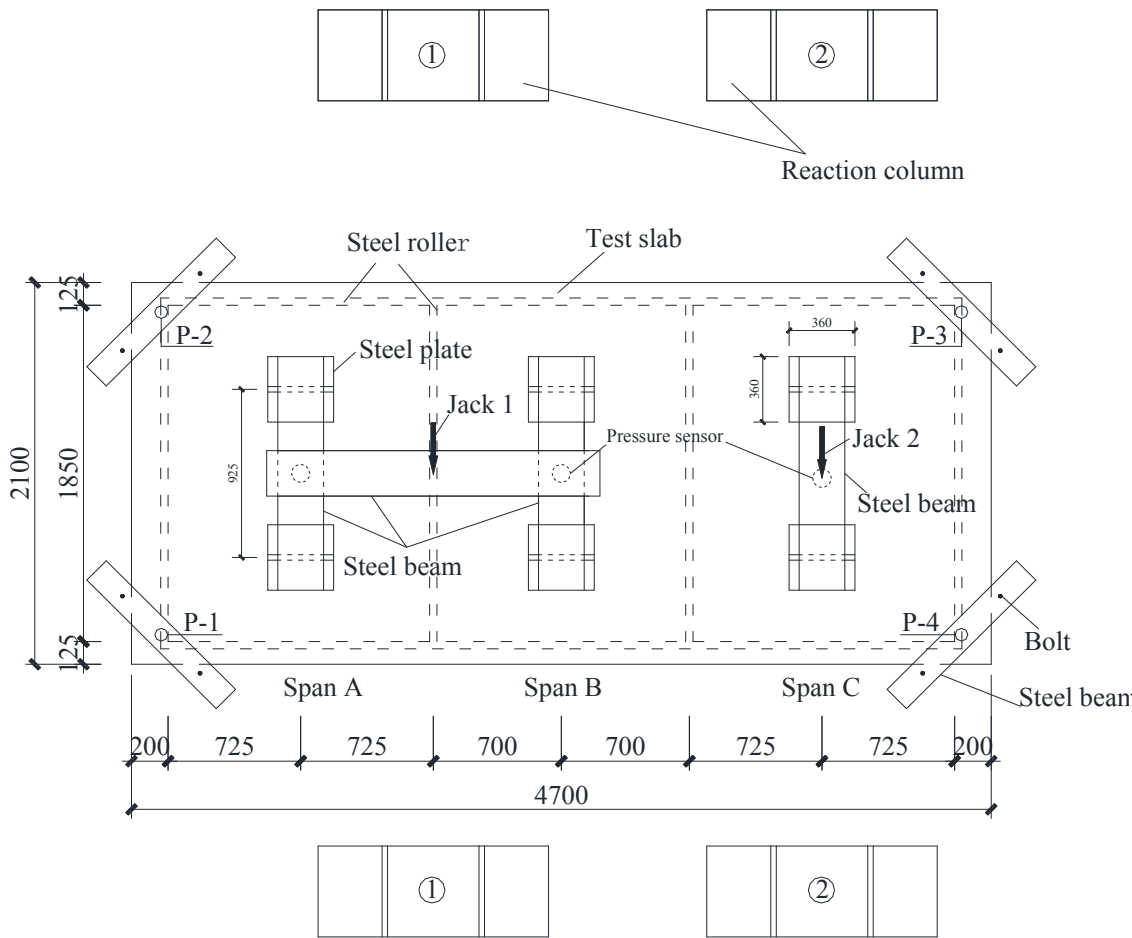 ① ②
Reaction column
Steel roller
Test slab
125
P-2
P-3
360
Steel plate
360
Jack 1
Jack 2
Pressure sensor
2100
1850
925
Steel beam
Steel beam
P-1
P-4
125
Bolt
Span A Span B Span C
Steel beam
200 725 725 700 700 725 725 200
4700
① ②